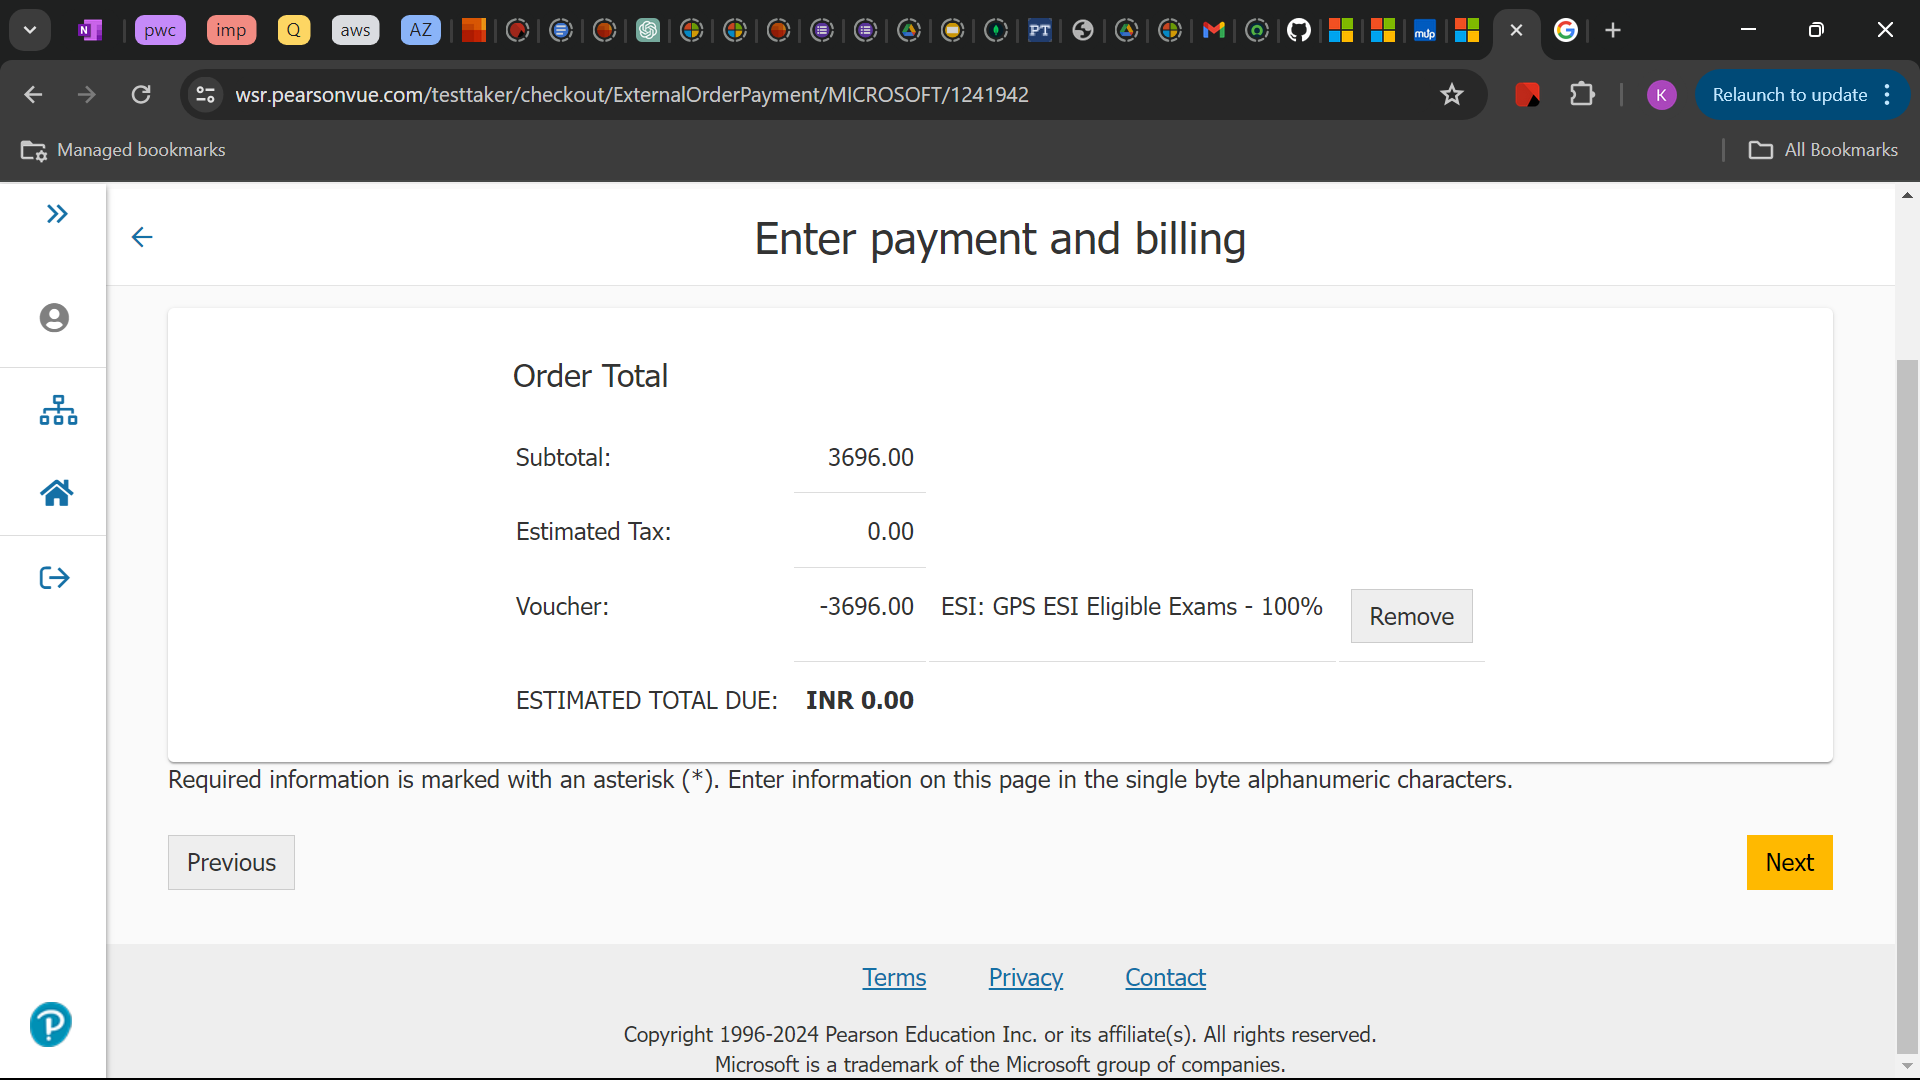 pwc
imp
Q
aws
AZ
PT
mdp
wsr.pearsonvue.com/testtaker/checkout/ExternalOrderPayment/MICROSOFT/1241942
K
Relaunch to update
Managed bookmarks
All Bookmarks
Enter payment and billing
Order Total
Subtotal: 3696.00
Estimated Tax: 0.00
Voucher: -3696.00 ESI: GPS ESI Eligible Exams - 100% Remove
ESTIMATED TOTAL DUE: INR 0.00
Required information is marked with an asterisk (*). Enter information on this page in the single byte alphanumeric characters.
Previous
Next
Terms Privacy Contact
Copyright 1996-2024 Pearson Education Inc. or its affiliate(s). All rights reserved.
Microsoft is a trademark of the Microsoft group of companies.